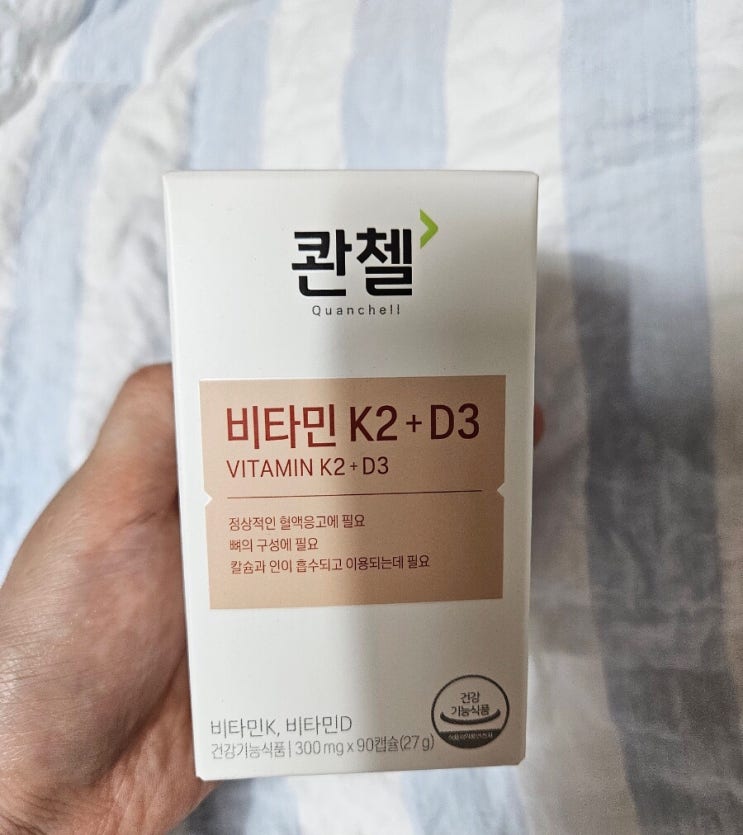 콴첼
Quanchell
비타민 K2+D3
VITAMIN K2+D3
정상적인 혈액응고에 필요
뼈의 구성에 필요
칼슘과 인이 흡수되고 이용되는데 필요
건강
기능식품
비타민K, 비타민D
건강기능식품 | 300 mg x 90캡슐(27 g)